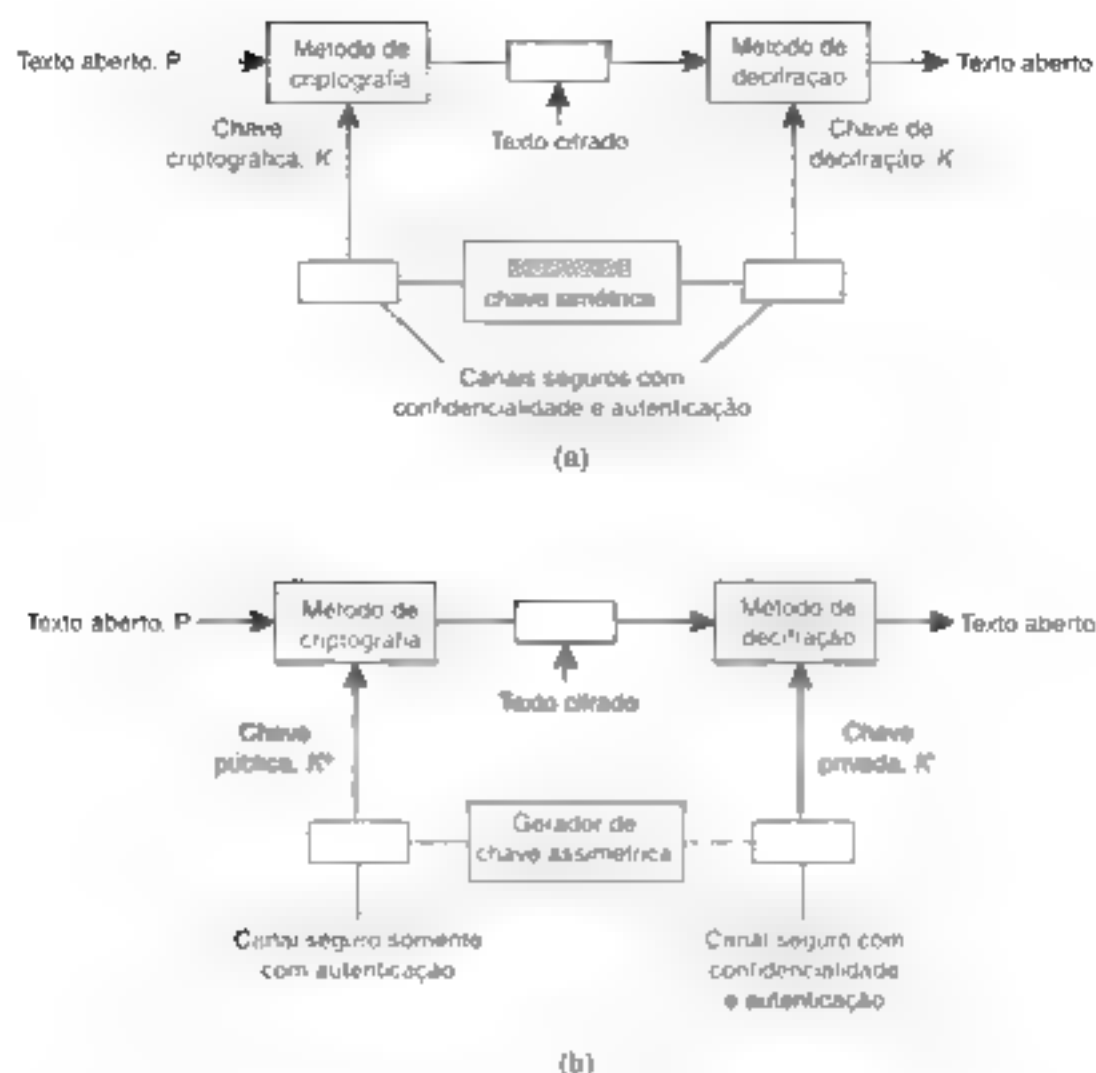 Texto aberto, P
Método de
criptografia
Método de
decifração
Texto aberto
Chave
criptográfica, K
Texto cifrado
Chave de
decifração K
chave simétrica
Canais seguros com
confidencialidade e autenticação
(a)
Texto aberto, P
Método de
criptografia
Método de
decifração
Texto aberto
Texto cifrado
Chave
pública, K+
Chave
privada, K
Gerador de
chave assimétrica
Canal seguro somente
com autenticação
Canal seguro com
confidencialidade
e autenticação
(b)